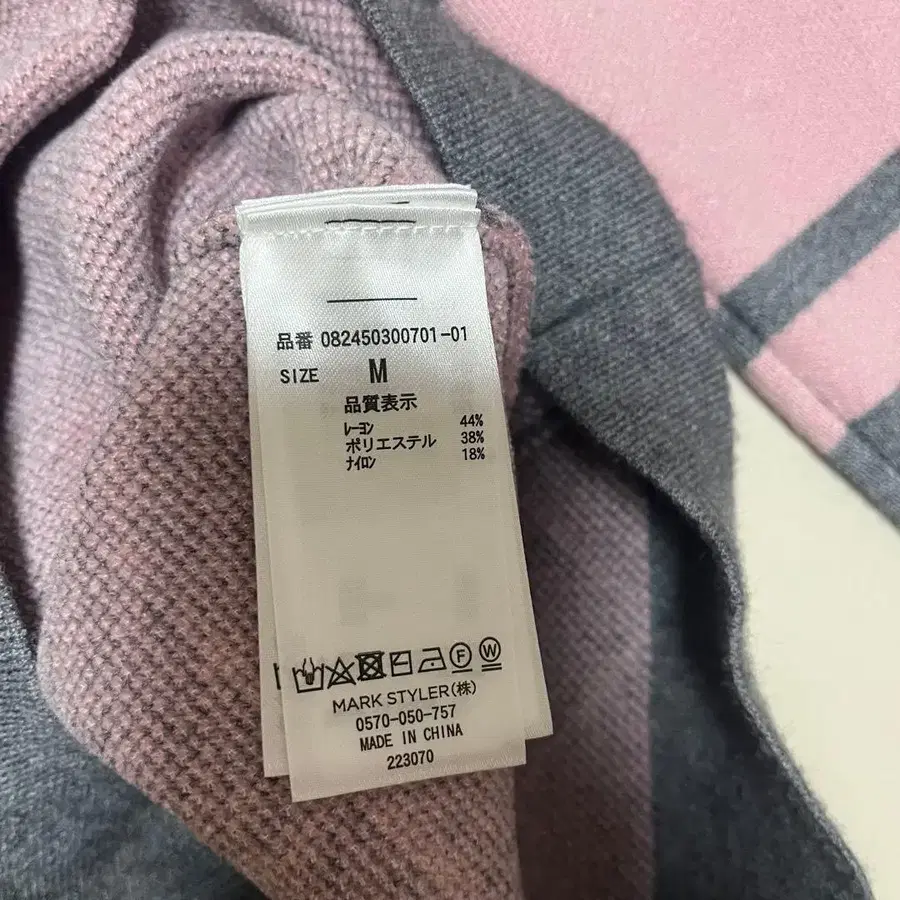 品番 082450300701-01
SIZE M
品質表示
ﾚｰﾖﾝ 44%
ポリエステル 38%
ﾅｲﾛﾝ 18%
F W
MARK STYLER(株)
0570-050-757
MADE IN CHINA
223070